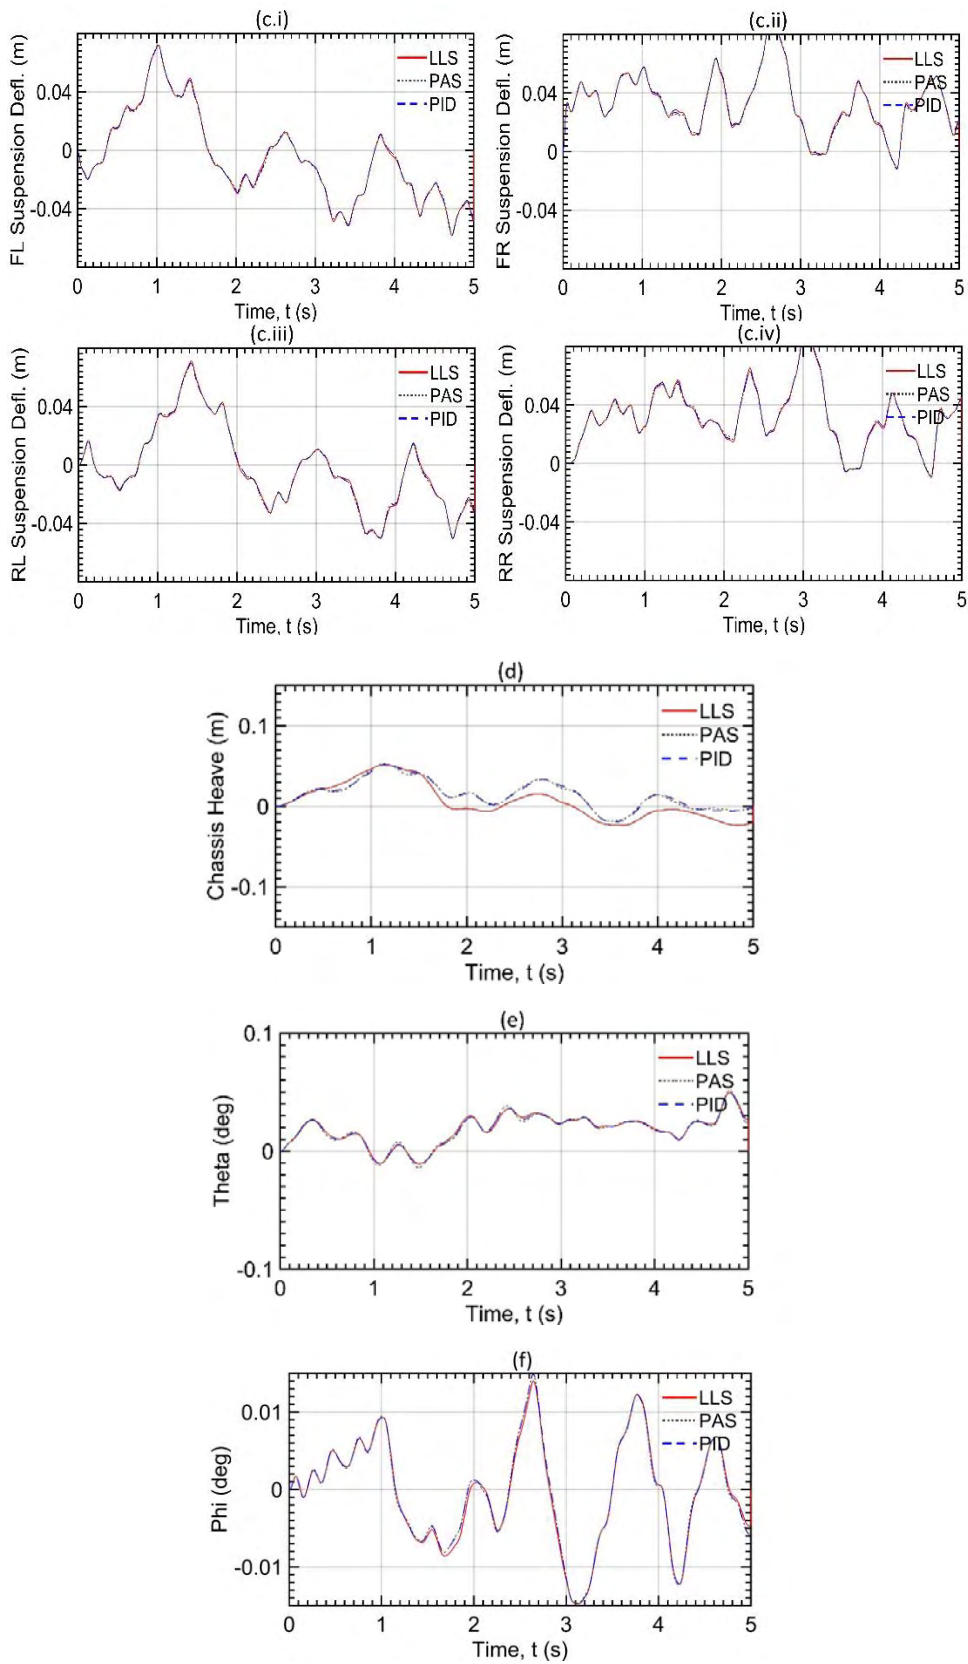 (c.i)
FL Suspension Defl. (m)
0.04
0
-0.04
LLS
PAS
PID
0 1 2 3 4 5
Time, t (s)
(c.ii)
FR Suspension Defl. (m)
0.04
0
-0.04
LLS
PAS
PID
0 1 2 3 4 5
Time, t (s)
(c.iii)
RL Suspension Defl. (m)
0.04
0
-0.04
LLS
PAS
PID
0 1 2 3 4 5
Time, t (s)
(c.iv)
RR Suspension Defl. (m)
0.04
0
-0.04
LLS
PAS
PID
0 1 2 3 4 5
Time, t (s)
(d)
Chassis Heave (m)
0.1
0
-0.1
LLS
PAS
PID
0 1 2 3 4 5
Time, t (s)
(e)
Theta (deg)
0.1
0
-0.1
LLS
PAS
PID
0 1 2 3 4 5
Time, t (s)
(f)
Phi (deg)
0.01
0
-0.01
LLS
PAS
PID
0 1 2 3 4 5
Time, t (s)